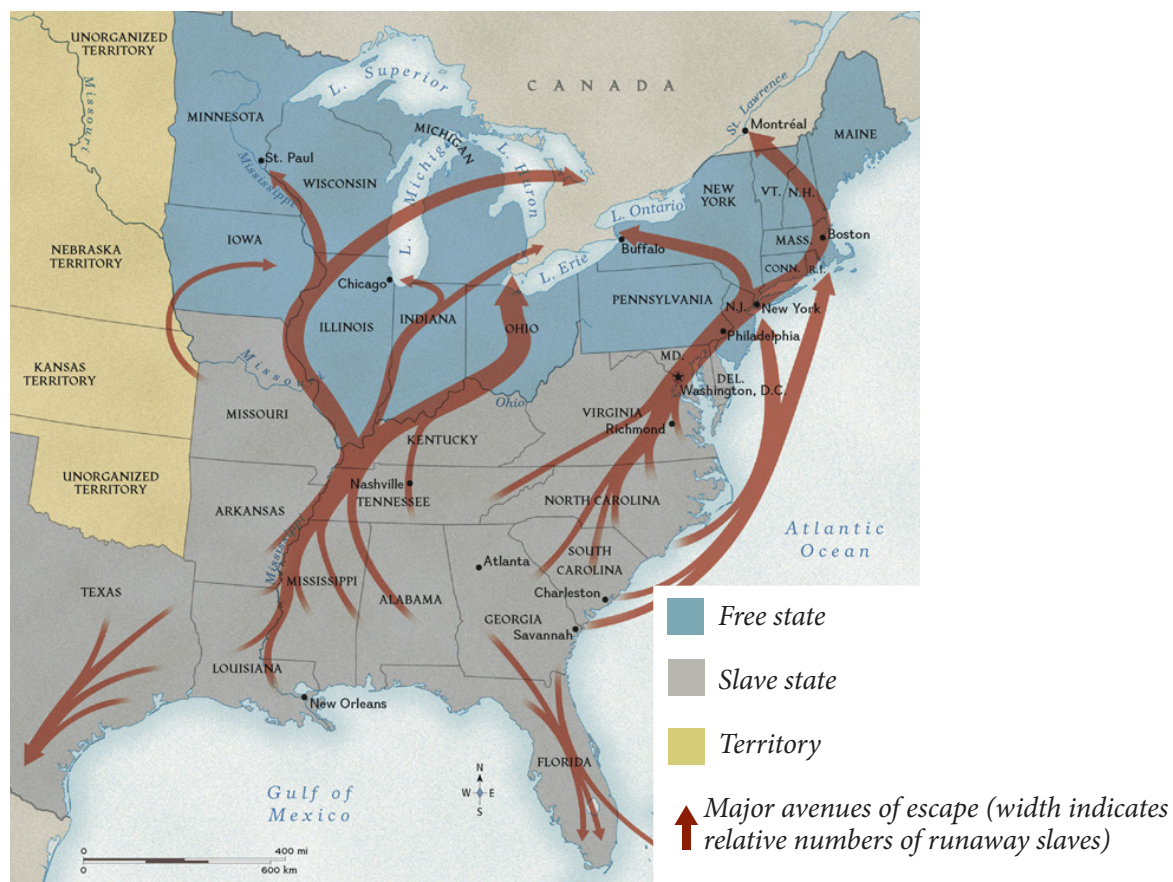 UNORGANIZED
TERRITORY
Missouri
MINNESOTA
St. Paul
Mississippi
L. Superior
CANADA
St. Lawrence
Montréal
MAINE
MICHIGAN
WISCONSIN
L. Michigan
L. Huron
NEW
YORK
VT.
N.H.
L. Ontario
Buffalo
MASS.
Boston
CONN.
R.I.
IOWA
NEBRASKA
TERRITORY
Chicago
L. Erie
PENNSYLVANIA
N.J.
New York
Philadelphia
ILLINOIS
INDIANA
OHIO
KANSAS
TERRITORY
Missouri
MD.
DEL.
Washington, D.C.
Ohio
MISSOURI
VIRGINIA
Richmond
KENTUCKY
UNORGANIZED
TERRITORY
Nashville
TENNESSEE
NORTH CAROLINA
ARKANSAS
Atlantic
Ocean
Mississippi
MISSISSIPPI
ALABAMA
Atlanta
SOUTH
CAROLINA
Charleston
TEXAS
GEORGIA
Savannah
LOUISIANA
New Orleans
FLORIDA
Gulf of
Mexico
N
W E
S
0 400 mi
0 600 km
Free state
Slave state
Territory
Major avenues of escape (width indicates
relative numbers of runaway slaves)